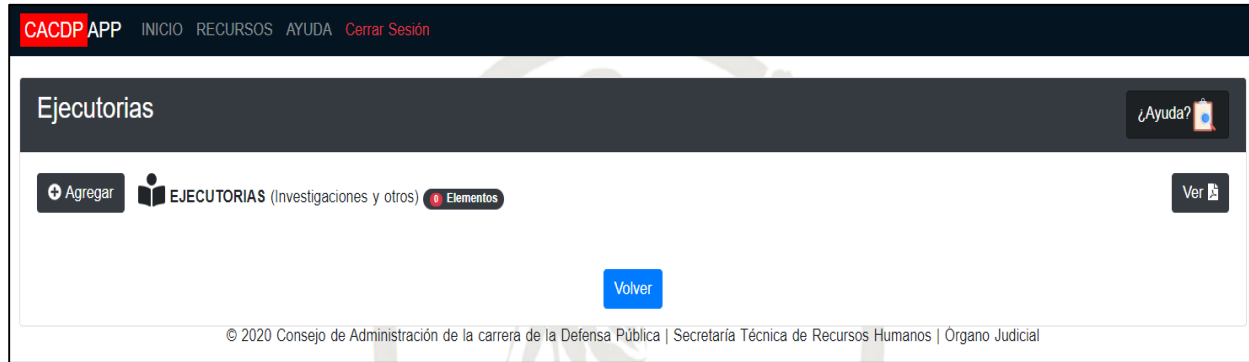 CACDP APP INICIO RECURSOS AYUDA Cerrar Sesión
Ejecutorias
¿Ayuda?
Agregar EJECUTORIAS (Investigaciones y otros) 0 Elementos Ver
Volver
© 2020 Consejo de Administración de la carrera de la Defensa Pública | Secretaría Técnica de Recursos Humanos | Órgano Judicial